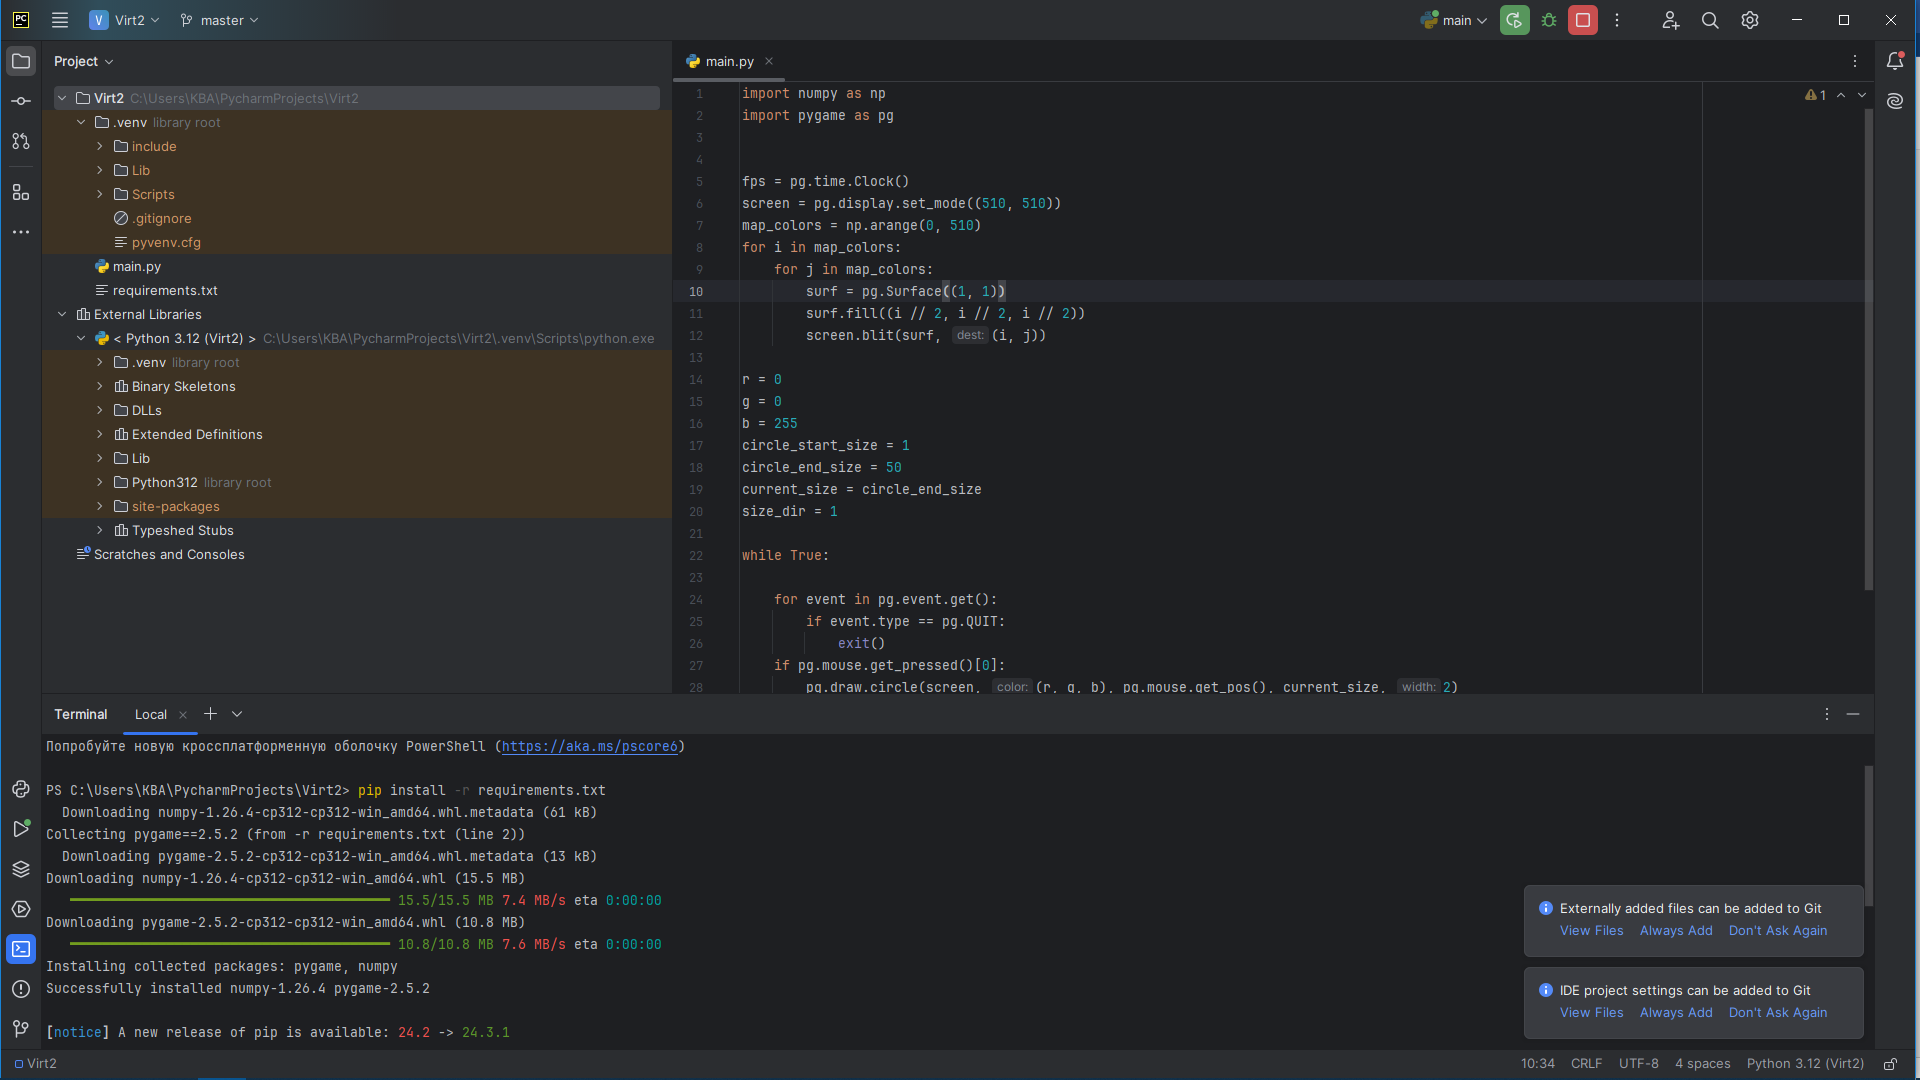 PC
V Virt2
master
main
Project
main.py
Virt2 C:\Users\KBA\PycharmProjects\Virt2
.venv library root
include
Lib
Scripts
.gitignore
pyvenv.cfg
main.py
requirements.txt
External Libraries
< Python 3.12 (Virt2) > C:\Users\KBA\PycharmProjects\Virt2\.venv\Scripts\python.exe
.venv library root
Binary Skeletons
DLLs
Extended Definitions
Lib
Python312 library root
site-packages
Typeshed Stubs
Scratches and Consoles
1
1 import numpy as np
2 import pygame as pg
3
4
5 fps = pg.time.Clock()
6 screen = pg.display.set_mode((510, 510))
7 map_colors = np.arange(0, 510)
8 for i in map_colors:
9 for j in map_colors:
10 surf = pg.Surface((1, 1))
11 surf.fill((i // 2, i // 2, i // 2))
12 screen.blit(surf, dest: (i, j))
13
14 r = 0
15 g = 0
16 b = 255
17 circle_start_size = 1
18 circle_end_size = 50
19 current_size = circle_end_size
20 size_dir = 1
21
22 while True:
23
24 for event in pg.event.get():
25 if event.type == pg.QUIT:
26 exit()
27 if pg.mouse.get_pressed()[0]:
28 pg.draw.circle(screen, color: (r, g, b), pg.mouse.get_pos(), current_size, width: 2)
Terminal
Local
Попробуйте новую кроссплатформенную оболочку PowerShell (https://aka.ms/pscore6)
PS C:\Users\KBA\PycharmProjects\Virt2> pip install -r requirements.txt
Downloading numpy-1.26.4-cp312-cp312-win_amd64.whl.metadata (61 kB)
Collecting pygame==2.5.2 (from -r requirements.txt (line 2))
Downloading pygame-2.5.2-cp312-cp312-win_amd64.whl.metadata (13 kB)
Downloading numpy-1.26.4-cp312-cp312-win_amd64.whl (15.5 MB)
15.5/15.5 MB 7.4 MB/s eta 0:00:00
Downloading pygame-2.5.2-cp312-cp312-win_amd64.whl (10.8 MB)
10.8/10.8 MB 7.6 MB/s eta 0:00:00
Installing collected packages: pygame, numpy
Successfully installed numpy-1.26.4 pygame-2.5.2
[notice] A new release of pip is available: 24.2 -> 24.3.1
Externally added files can be added to Git
View Files Always Add Don't Ask Again
IDE project settings can be added to Git
View Files Always Add Don't Ask Again
Virt2
10:34 CRLF UTF-8 4 spaces Python 3.12 (Virt2)